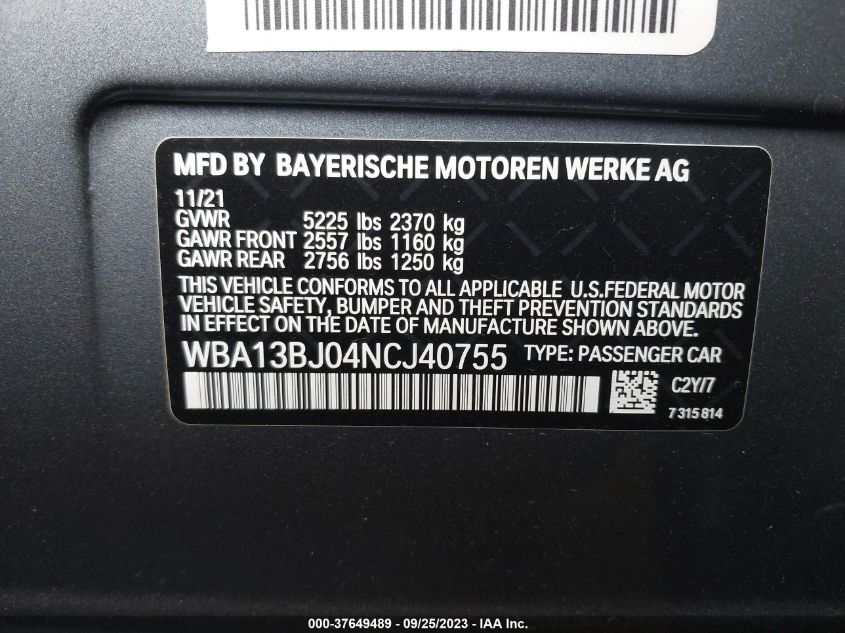 MFD BY BAYERISCHE MOTOREN WERKE AG
11/21
GVWR 5225 lbs 2370 kg
GAWR FRONT 2557 lbs 1160 kg
GAWR REAR 2756 lbs 1250 kg
THIS VEHICLE CONFORMS TO ALL APPLICABLE U.S.FEDERAL MOTOR
VEHICLE SAFETY, BUMPER AND THEFT PREVENTION STANDARDS
IN EFFECT ON THE DATE OF MANUFACTURE SHOWN ABOVE.
WBA13BJ04NCJ40755 TYPE: PASSENGER CAR
C2Y/7
7 315 814
000-37649489 - 09/25/2023 - IAA Inc.